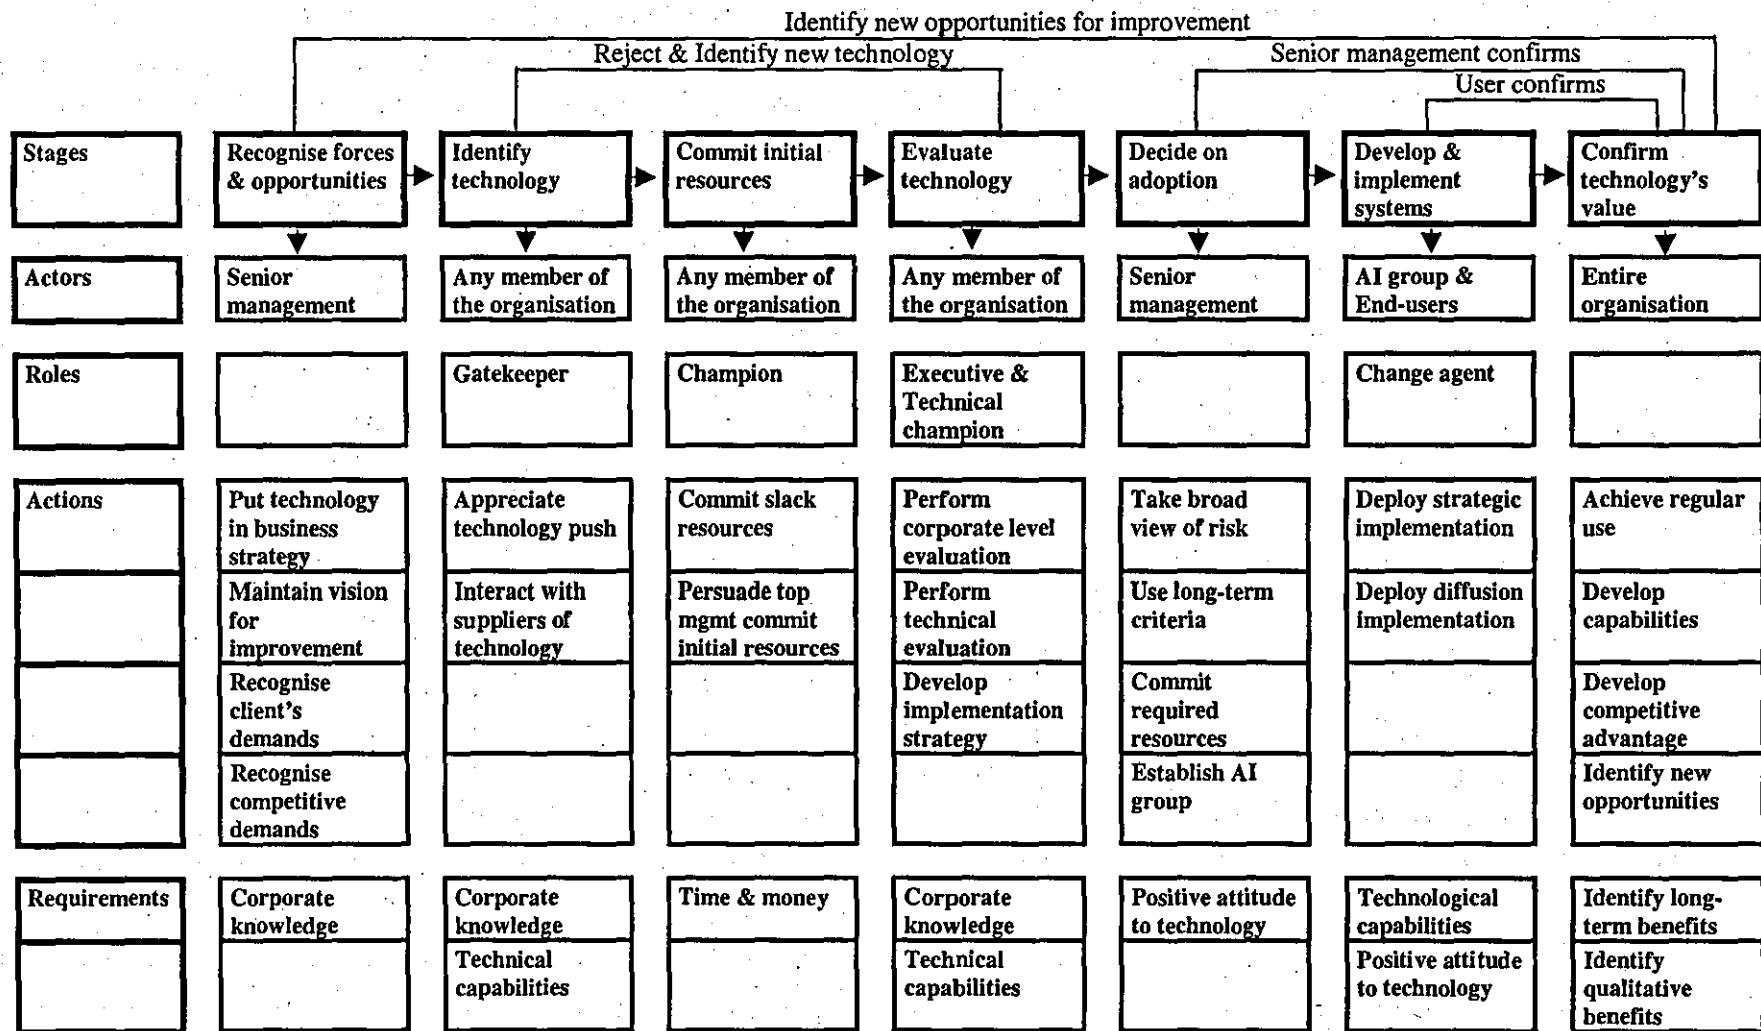 Identify new opportunities for improvement
Reject & Identify new technology
Senior management confirms
User confirms
Stages
Recognise forces
& opportunities
Identify
technology
Commit initial
resources
Evaluate
technology
Decide on
adoption
Develop &
implement
systems
Confirm
technology's
value
Actors
Senior
management
Any member of
the organisation
Any member of
the organisation
Any member of
the organisation
Senior
management
AI group &
End-users
Entire
organisation
Roles
Gatekeeper
Champion
Executive &
Technical
champion
Change agent
Actions
Put technology
in business
strategy
Appreciate
technology push
Commit slack
resources
Perform
corporate level
evaluation
Take broad
view of risk
Deploy strategic
implementation
Achieve regular
use
Maintain vision
for
improvement
Interact with
suppliers of
technology
Persuade top
mgmt commit
initial resources
Perform
technical
evaluation
Use long-term
criteria
Deploy diffusion
implementation
Develop
capabilities
Recognise
client's
demands
Develop
implementation
strategy
Commit
required
resources
Develop
competitive
advantage
Recognise
competitive
demands
Establish AI
group
Identify new
opportunities
Requirements
Corporate
knowledge
Corporate
knowledge
Time & money
Corporate
knowledge
Positive attitude
to technology
Technological
capabilities
Identify long-
term benefits
Technical
capabilities
Technical
capabilities
Positive attitude
to technology
Identify
qualitative
benefits